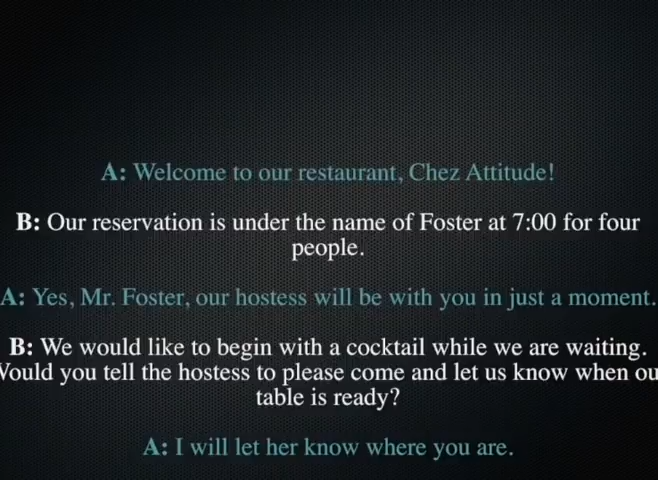 A: Welcome to our restaurant, Chez Attitude!
B: Our reservation is under the name of Foster at 7:00 for four
people.
A: Yes, Mr. Foster, our hostess will be with you in just a moment.
B: We would like to begin with a cocktail while we are waiting.
Would you tell the hostess to please come and let us know when ou
table is ready?
A: I will let her know where you are.